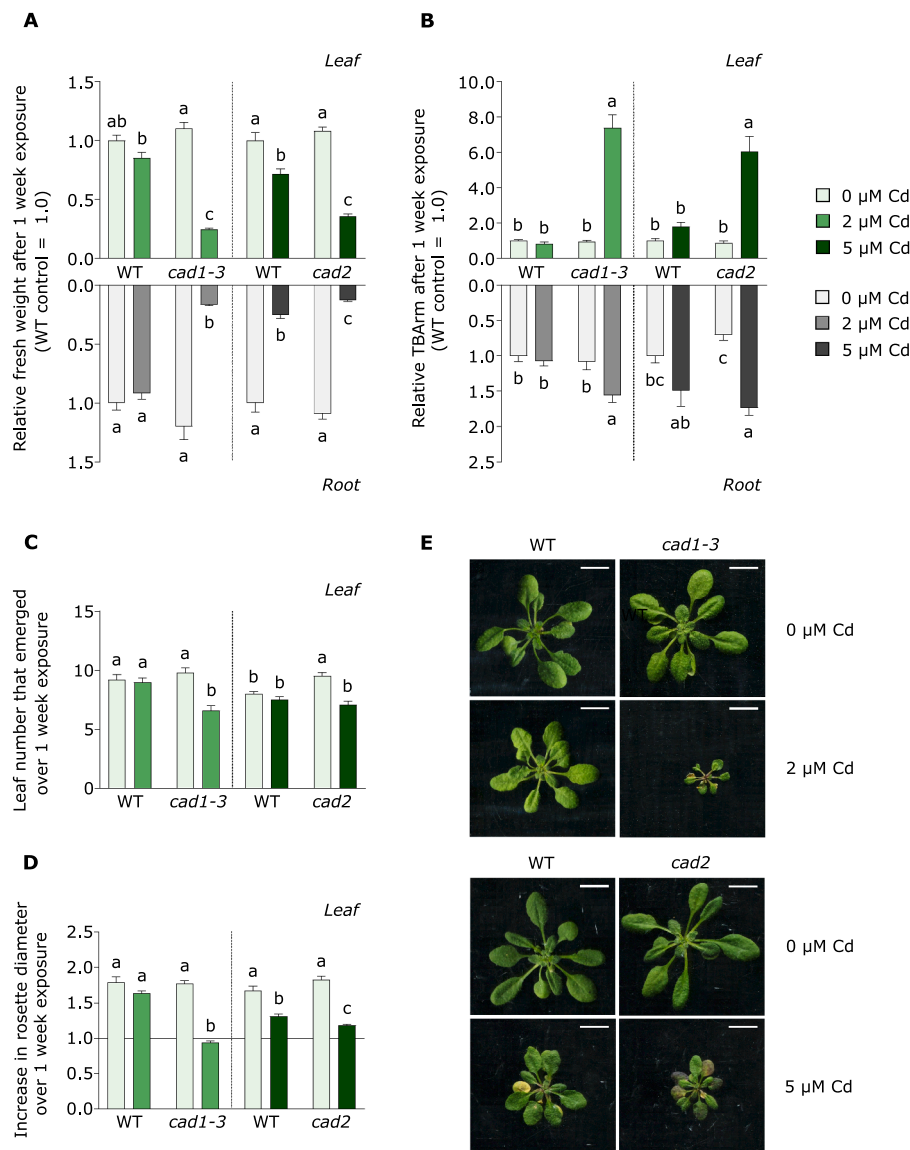 A
B
Leaf
Leaf
Relative fresh weight after 1 week exposure
(WT control = 1.0)
1.5
1.0
0.5
0.0
ab
b
a
c
a
b
a
c
WT
cad1-3
WT
cad2
0.0
0.5
1.0
1.5
a
a
a
b
a
b
a
c
Root
Relative TBArm after 1 week exposure
(WT control = 1.0)
10.0
8.0
6.0
4.0
2.0
0.0
b
b
b
a
b
b
b
a
WT
cad1-3
WT
cad2
0.0
0.5
1.0
1.5
2.0
2.5
b
b
b
a
bc
ab
c
a
Root
0 µM Cd
2 µM Cd
5 µM Cd
0 µM Cd
2 µM Cd
5 µM Cd
C
Leaf
Leaf number that emerged
over 1 week exposure
15
10
5
0
a
a
a
b
b
b
a
b
WT
cad1-3
WT
cad2
D
Leaf
Increase in rosette diameter
over 1 week exposure
2.5
2.0
1.5
1.0
0.5
0.0
a
a
a
b
a
b
a
c
WT
cad1-3
WT
cad2
E
WT
cad1-3
WT
0 µM Cd
2 µM Cd
WT
cad2
0 µM Cd
5 µM Cd